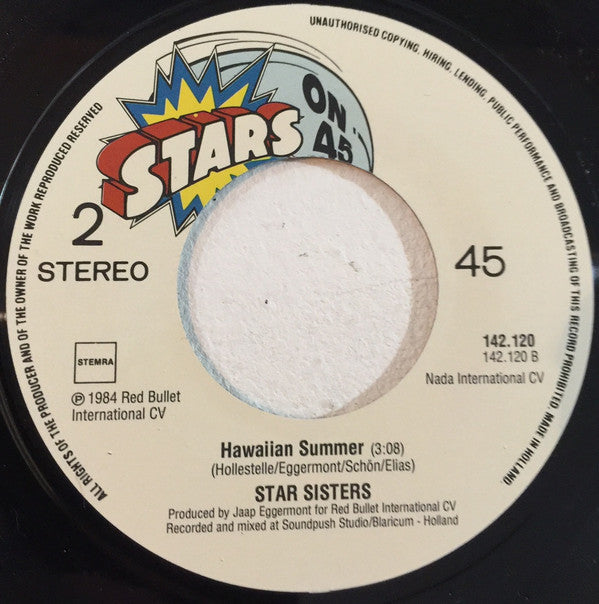 STARS
ON
45
2
STEREO
45
STEMRA
℗ 1984 Red Bullet
International CV
142.120
142.120 B
Nada International CV
Hawaiian Summer (3:08)
(Hollestelle/Eggermont/Schön/Elias)
STAR SISTERS
Produced by Jaap Eggermont for Red Bullet International CV
Recorded and mixed at Soundpush Studio/Blaricum - Holland
ALL RIGHTS OF THE PRODUCER AND OF THE OWNER OF THE WORK REPRODUCED RESERVED
UNAUTHORISED COPYING, HIRING, LENDING, PUBLIC PERFORMANCE AND BROADCASTING OF THIS RECORD PROHIBITED. MADE IN HOLLAND.